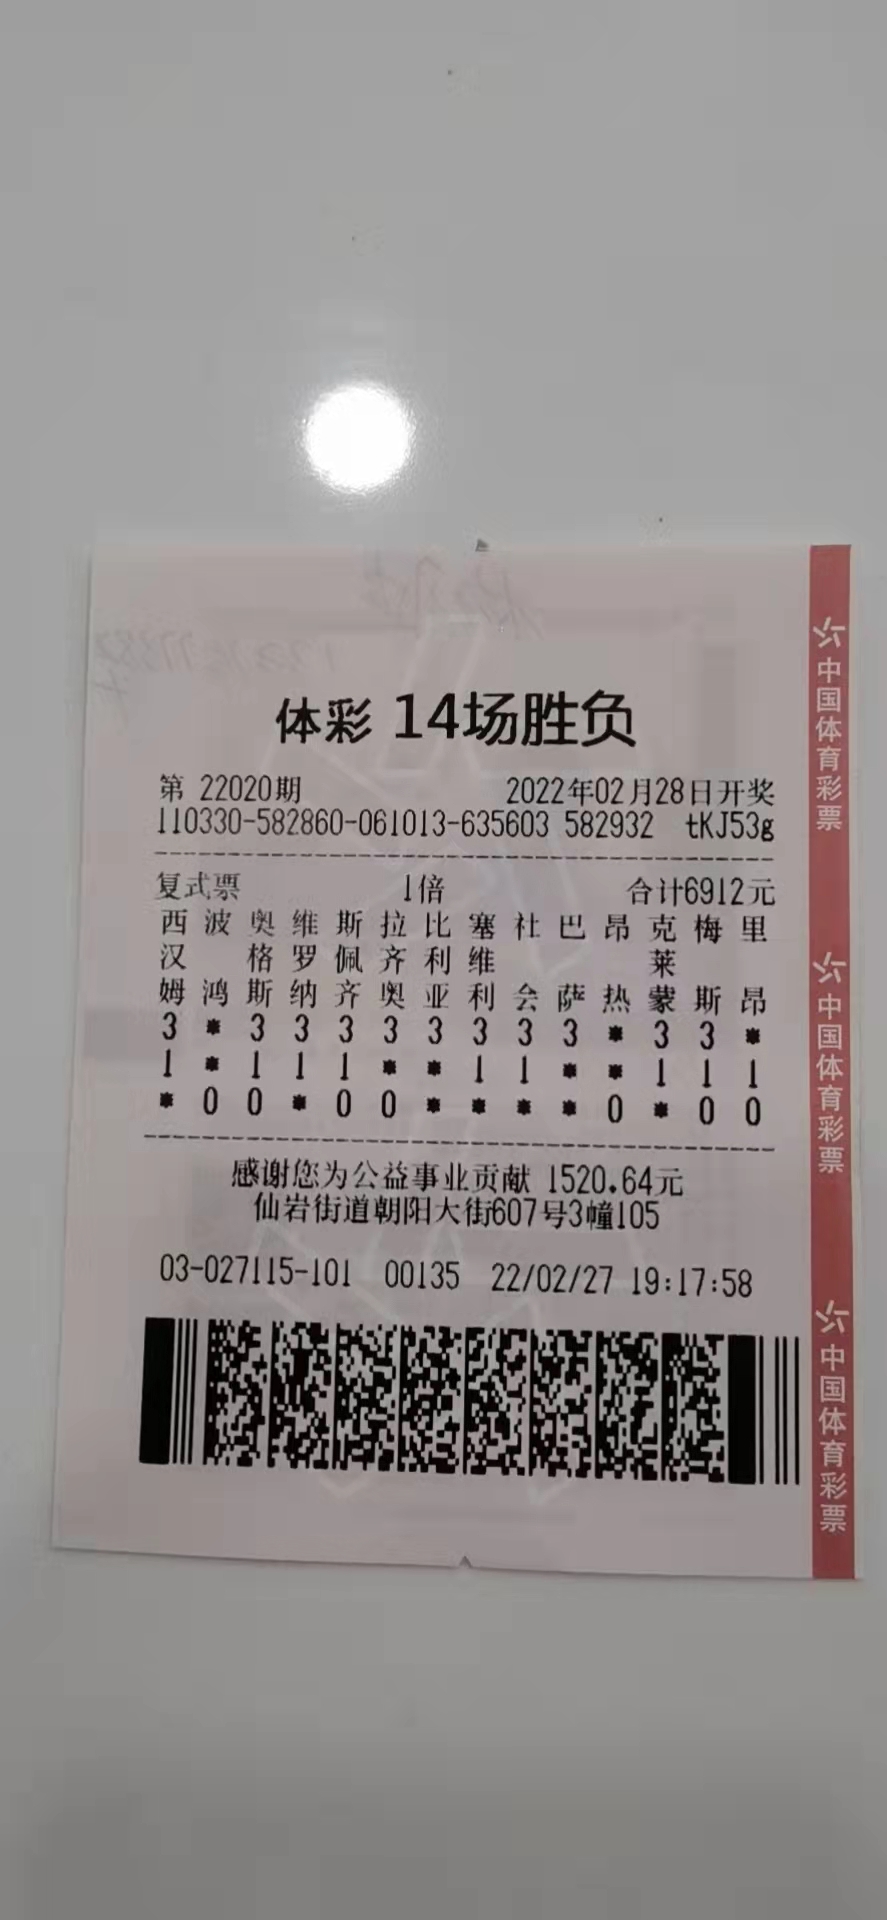 体彩 14场胜负
第 22020期 2022年02月28日开奖
110330-582860-061013-635603 582932 tKJ53g
复式票 1倍 合计6912元
西 波 奥 维 斯 拉 比 塞 杜 巴 昂 克 梅 里
汉 格 罗 佩 齐 利 维 莱
姆 鸿 斯 纳 齐 奥 亚 利 会 萨 热 蒙 斯 昂
3 * 3 3 3 3 3 3 3 3 * 3 3 *
1 * 1 1 1 * * 1 1 * * 1 1 1
* 0 0 * 0 0 * * * * 0 * 0 0
感谢您为公益事业贡献 1520.64元
仙岩街道朝阳大街607号3幢105
03-027115-101 00135 22/02/27 19:17:58
中国体育彩票
中国体育彩票
中国体育彩票